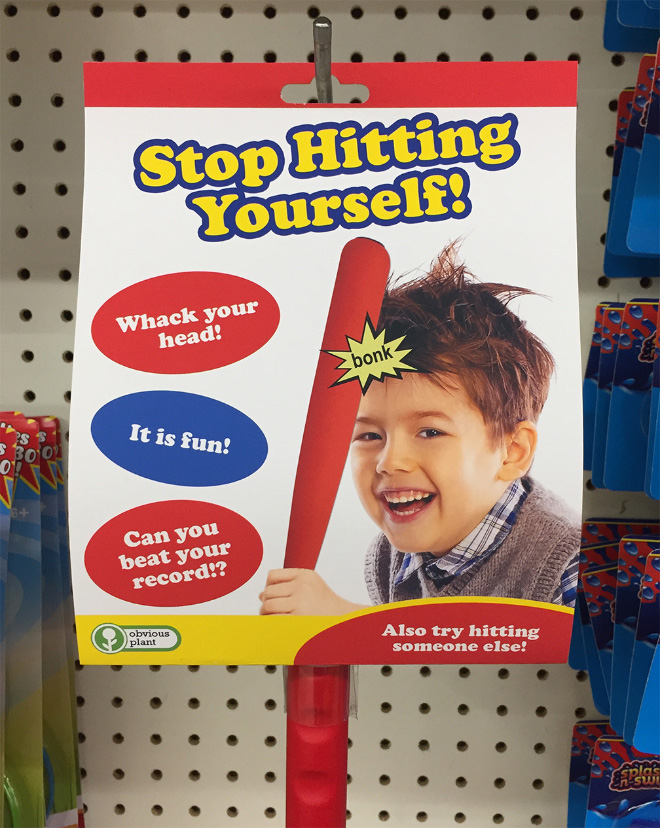 Stop Hitting
Yourself!
Whack your
head!
bonk
It is fun!
Can you
beat your
record!?
obvious
plant
Also try hitting
someone else!